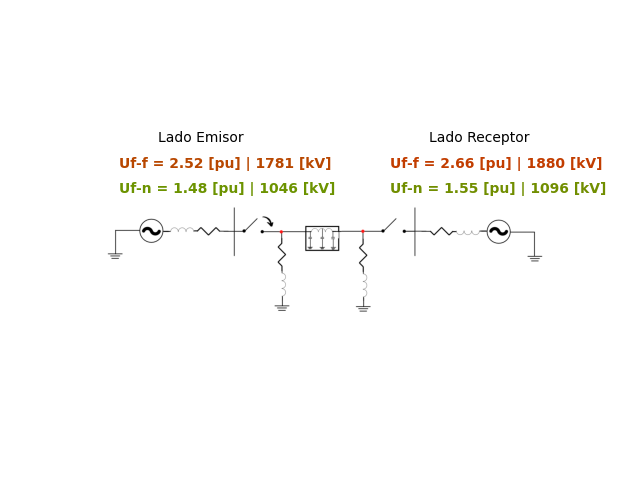 Lado Emisor
Uf-f = 2.52 [pu] | 1781 [kV]
Uf-n = 1.48 [pu] | 1046 [kV]
Lado Receptor
Uf-f = 2.66 [pu] | 1880 [kV]
Uf-n = 1.55 [pu] | 1096 [kV]